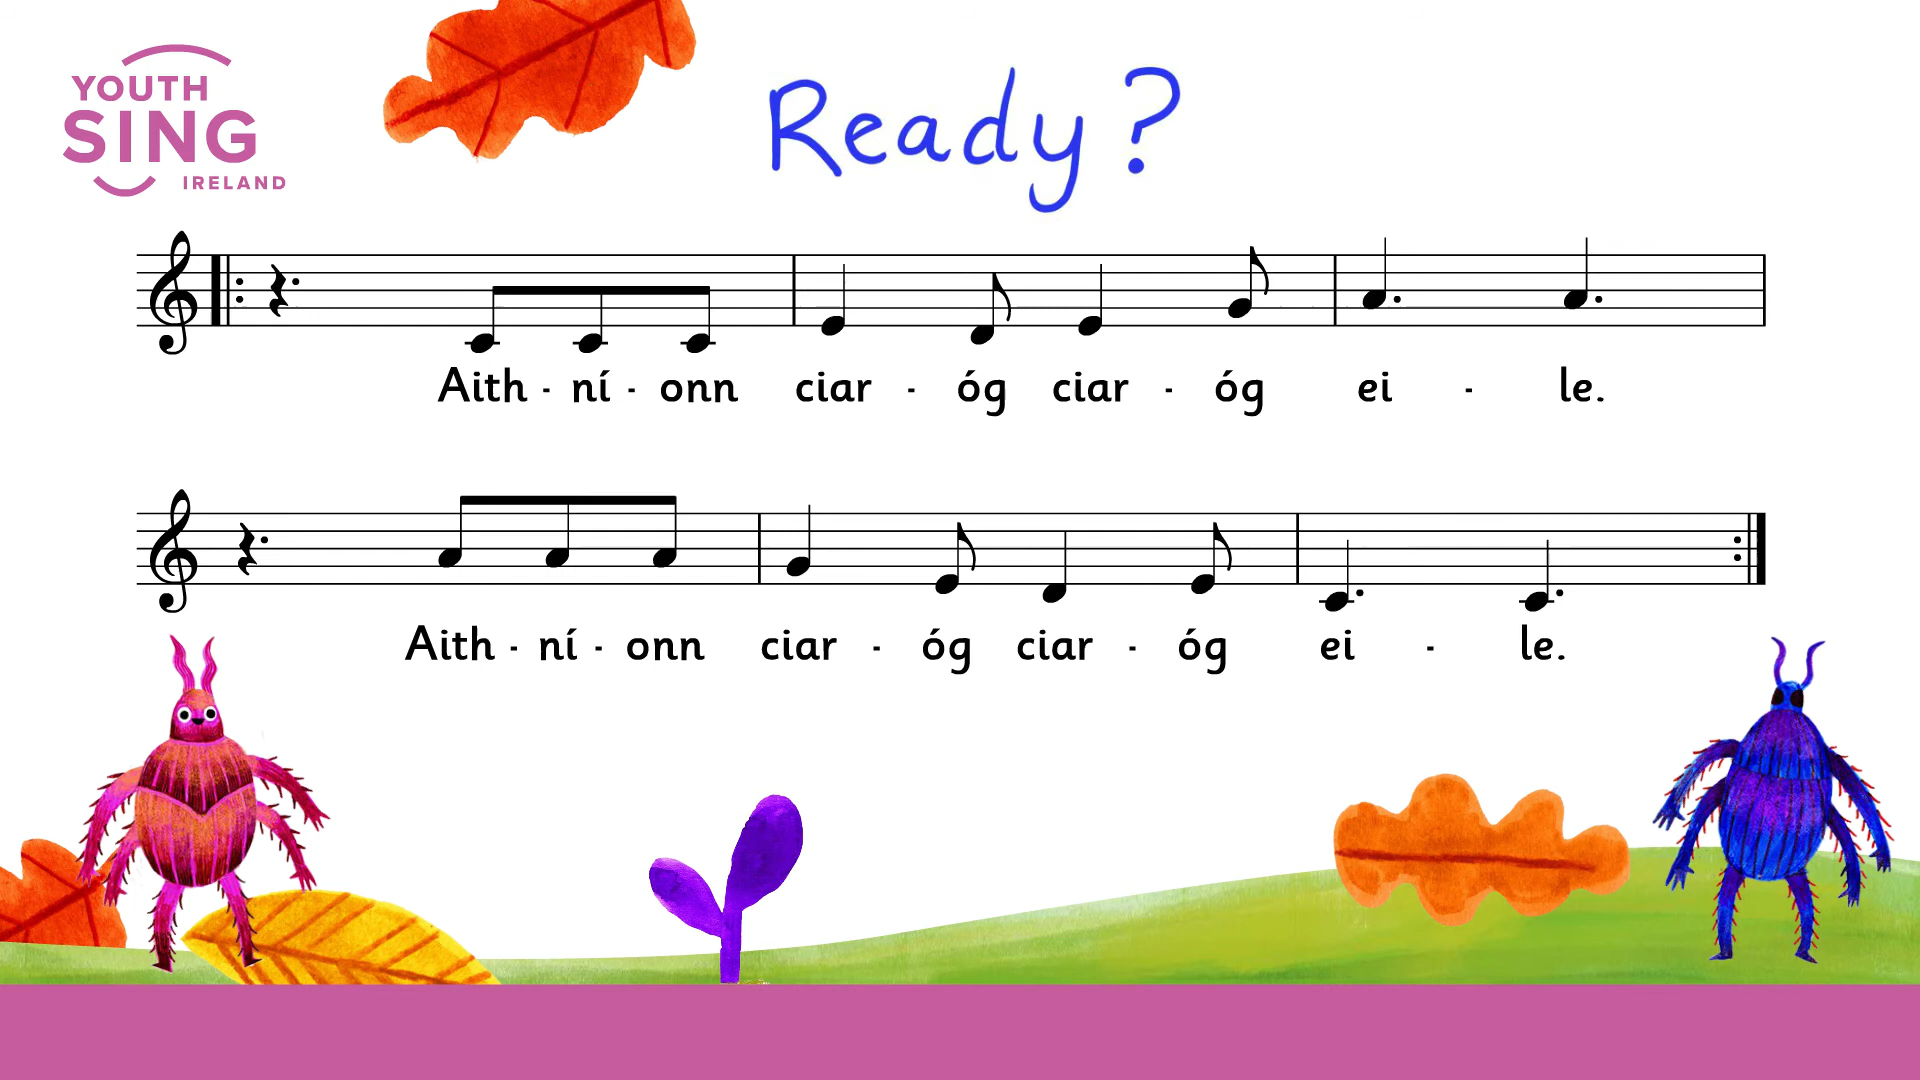 YOUTH
SING
IRELAND
Ready?
Aith - ní - onn ciar - óg ciar - óg ei - le.
Aith - ní - onn ciar - óg ciar - óg ei - le.